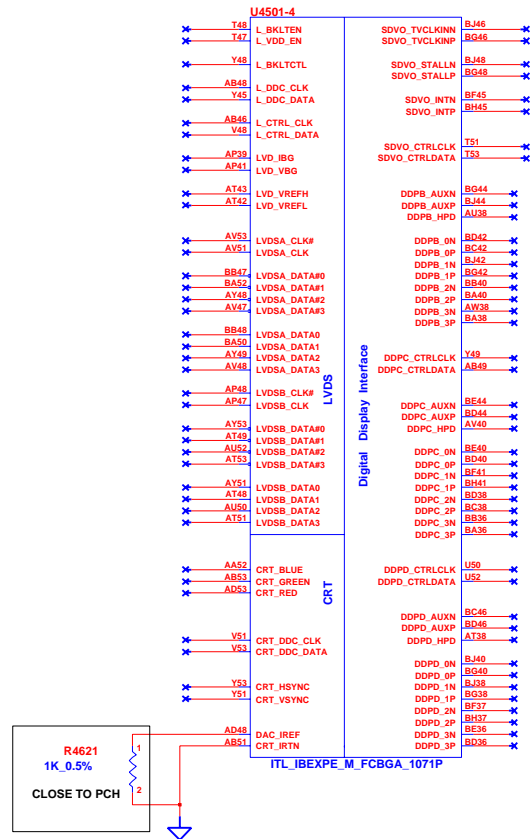 U4501-4
T48 L_BKLTEN
T47 L_VDD_EN
Y48 L_BKLTCTL
AB48 L_DDC_CLK
Y45 L_DDC_DATA
AB46 L_CTRL_CLK
V48 L_CTRL_DATA
AP39 LVD_IBG
AP41 LVD_VBG
AT43 LVD_VREFH
AT42 LVD_VREFL
AV53 LVDSA_CLK#
AV51 LVDSA_CLK
BB47 LVDSA_DATA#0
BA52 LVDSA_DATA#1
AY48 LVDSA_DATA#2
AV47 LVDSA_DATA#3
BB48 LVDSA_DATA0
BA50 LVDSA_DATA1
AY49 LVDSA_DATA2
AV48 LVDSA_DATA3
AP48 LVDSB_CLK#
AP47 LVDSB_CLK
AY53 LVDSB_DATA#0
AT49 LVDSB_DATA#1
AU52 LVDSB_DATA#2
AT53 LVDSB_DATA#3
AY51 LVDSB_DATA0
AT48 LVDSB_DATA1
AU50 LVDSB_DATA2
AT51 LVDSB_DATA3
LVDS
AA52 CRT_BLUE
AB53 CRT_GREEN
AD53 CRT_RED
V51 CRT_DDC_CLK
V53 CRT_DDC_DATA
Y53 CRT_HSYNC
Y51 CRT_VSYNC
AD48 DAC_IREF
AB51 CRT_IRTN
CRT
Digital Display Interface
SDVO_TVCLKINN BJ46
SDVO_TVCLKINP BG46
SDVO_STALLN BJ48
SDVO_STALLP BG48
SDVO_INTN BF45
SDVO_INTP BH45
SDVO_CTRLCLK T51
SDVO_CTRLDATA T53
DDPB_AUXN BG44
DDPB_AUXP BJ44
DDPB_HPD AU38
DDPB_0N BD42
DDPB_0P BC42
DDPB_1N BJ42
DDPB_1P BG42
DDPB_2N BB40
DDPB_2P BA40
DDPB_3N AW38
DDPB_3P BA38
DDPC_CTRLCLK Y49
DDPC_CTRLDATA AB49
DDPC_AUXN BE44
DDPC_AUXP BD44
DDPC_HPD AV40
DDPC_0N BE40
DDPC_0P BD40
DDPC_1N BF41
DDPC_1P BH41
DDPC_2N BD38
DDPC_2P BC38
DDPC_3N BB36
DDPC_3P BA36
DDPD_CTRLCLK U50
DDPD_CTRLDATA U52
DDPD_AUXN BC46
DDPD_AUXP BD46
DDPD_HPD AT38
DDPD_0N BJ40
DDPD_0P BG40
DDPD_1N BJ38
DDPD_1P BG38
DDPD_2N BF37
DDPD_2P BH37
DDPD_3N BE36
DDPD_3P BD36
ITL_IBEXPE_M_FCBGA_1071P
R4621
1
1K_0.5%
2
CLOSE TO PCH